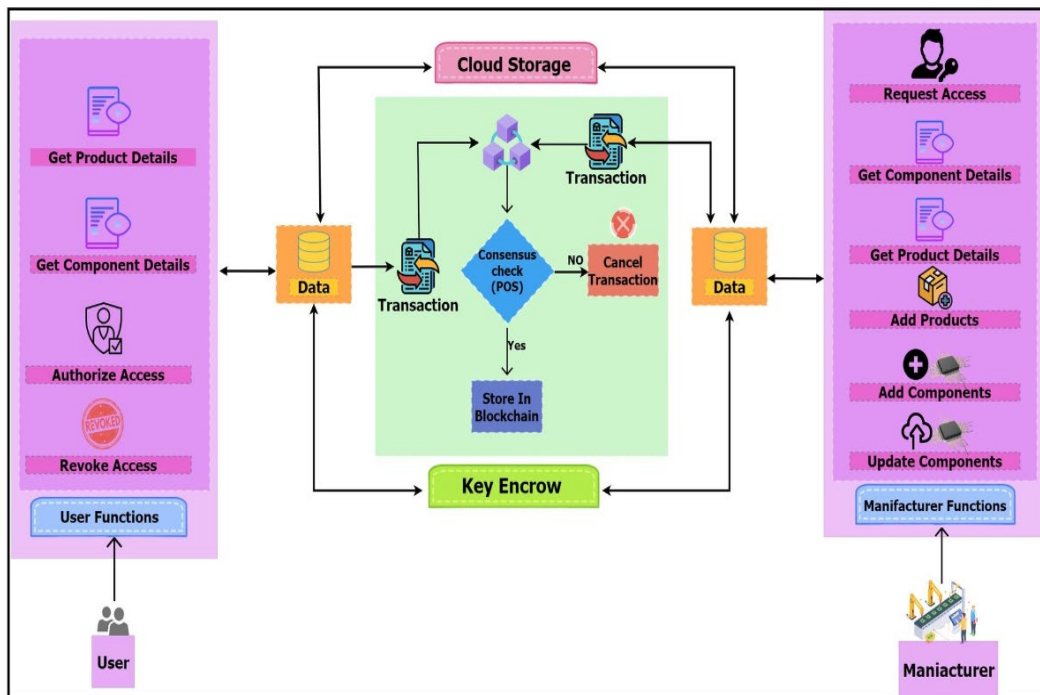 Get Product Details
Get Component Details
Authorize Access
REVOKED
Revoke Access
User Functions
User
Cloud Storage
Transaction
Transaction
Data
Consensus
check
(POS)
NO
Cancel
Transaction
Yes
Store In
Blockchain
Key Encrow
Data
Request Access
Get Component Details
Get Product Details
Add Products
Add Components
Update Components
Manifacturer Functions
Maniacturer